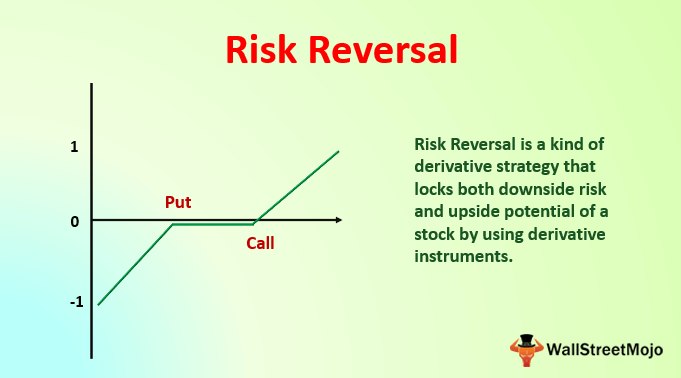 Risk Reversal
1
Put
0
Call
-1
Risk Reversal is a kind of
derivative strategy that
locks both downside risk
and upside potential of a
stock by using derivative
instruments.
WallStreetMojo